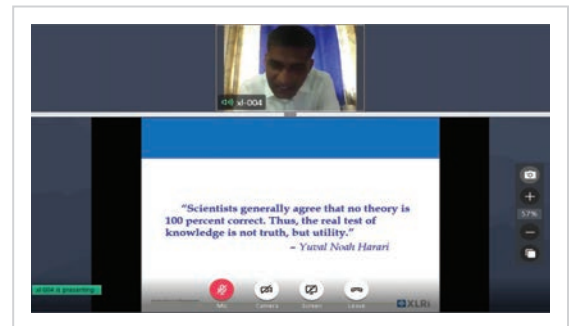 xl-004
"Scientists generally agree that no theory is
100 percent correct. Thus, the real test of
knowledge is not truth, but utility."
– Yuval Noah Harari
57%
xl-004 is presenting
Mic
Camera
Screen
Leave
XLRI